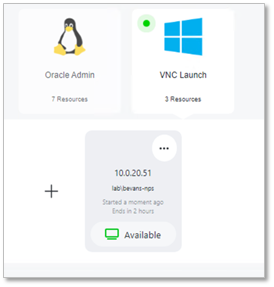 Oracle Admin
VNC Launch
7 Resources
3 Resources
10.0.20.51
lab\bevans-nps
Started a moment ago
Ends in 2 hours
Available